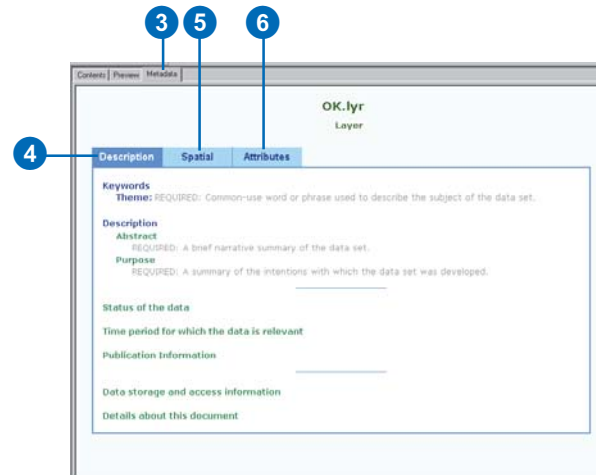 3 5 6
Contents Preview Metadata
OK.lyr
Layer
4
Description Spatial Attributes
Keywords
Theme: REQUIRED: Common-use word or phrase used to describe the subject of the data set.
Description
Abstract
REQUIRED: A brief narrative summary of the data set.
Purpose
REQUIRED: A summary of the intentions with which the data set was developed.
Status of the data
Time period for which the data is relevant
Publication Information
Data storage and access information
Details about this document